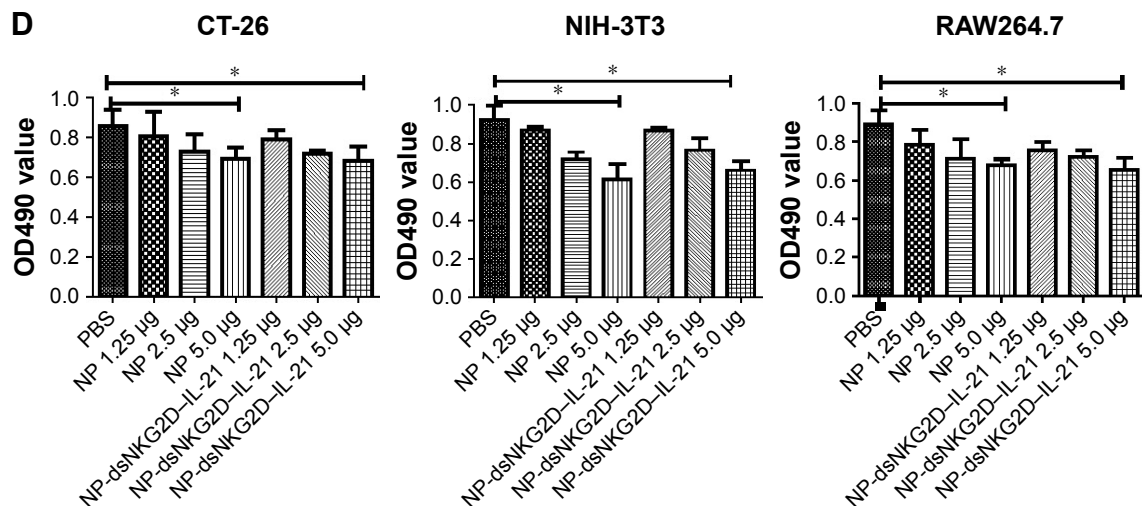 D
CT-26
NIH-3T3
RAW264.7
*
*
1.0
0.8
0.6
0.4
0.2
0.0
OD490 value
PBS
NP 1.25 µg
NP 2.5 µg
NP 5.0 µg
NP-dsNKG2D–IL-21 1.25 µg
NP-dsNKG2D–IL-21 2.5 µg
NP-dsNKG2D–IL-21 5.0 µg
*
*
1.0
0.8
0.6
0.4
0.2
0.0
OD490 value
PBS
NP 1.25 µg
NP 2.5 µg
NP 5.0 µg
NP-dsNKG2D–IL-21 1.25 µg
NP-dsNKG2D–IL-21 2.5 µg
NP-dsNKG2D–IL-21 5.0 µg
*
*
1.0
0.8
0.6
0.4
0.2
0.0
OD490 value
PBS
NP 1.25 µg
NP 2.5 µg
NP 5.0 µg
NP-dsNKG2D–IL-21 1.25 µg
NP-dsNKG2D–IL-21 2.5 µg
NP-dsNKG2D–IL-21 5.0 µg